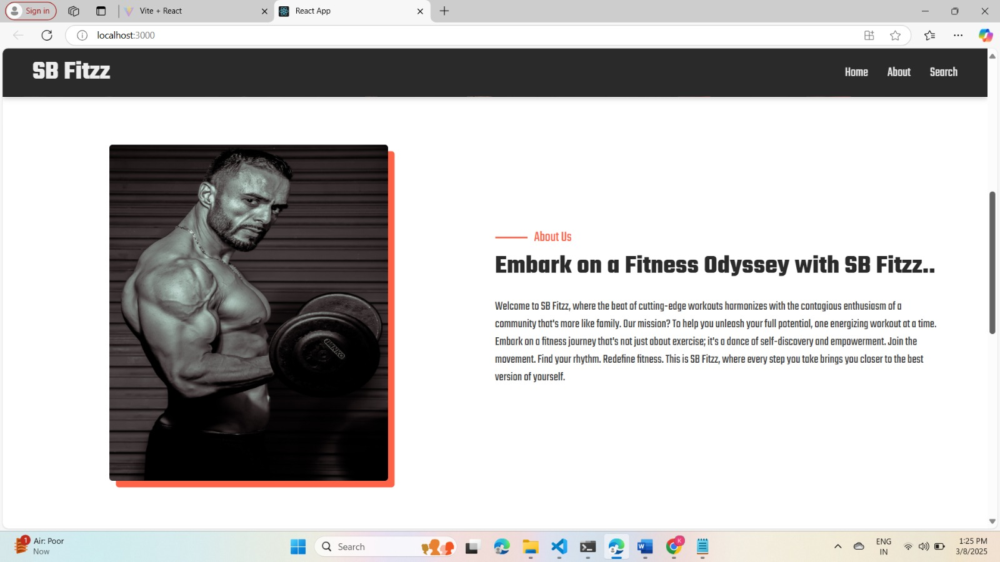 Sign in
Vite + React
React App
localhost:3000
SB Fitzz
Home
About
Search
About Us
Embark on a Fitness Odyssey with SB Fitzz..
Welcome to SB Fitzz, where the beat of cutting-edge workouts harmonizes with the contagious enthusiasm of a
community that's more like family. Our mission? To help you unleash your full potential, one energizing workout at a time.
Embark on a fitness journey that's not just about exercise; it's a dance of self-discovery and empowerment. Join the
movement. Find your rhythm. Redefine fitness. This is SB Fitzz, where every step you take brings you closer to the best
version of yourself.
1
Air: Poor
Now
Search
K
ENG
IN
1:25 PM
3/8/2025